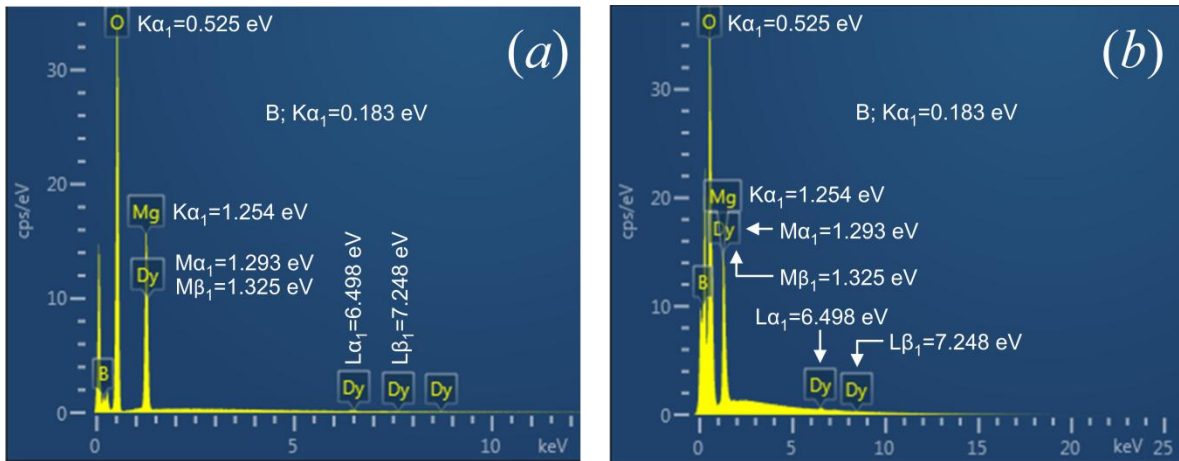 O Kα₁=0.525 eV
(a)
30
B; Kα₁=0.183 eV
20
cps/eV
Mg Kα₁=1.254 eV
Mα₁=1.293 eV
Dy
Mβ₁=1.325 eV
Lα₁=6.498 eV
Lβ₁=7.248 eV
10
B
Dy Dy Dy
0
0 5 10 keV
O Kα₁=0.525 eV
(b)
30
B; Kα₁=0.183 eV
20
cps/eV
Mg Kα₁=1.254 eV
Dy Mα₁=1.293 eV
B Mβ₁=1.325 eV
10
Lα₁=6.498 eV
Lβ₁=7.248 eV
Dy Dy
0
0 5 10 15 20 keV 25